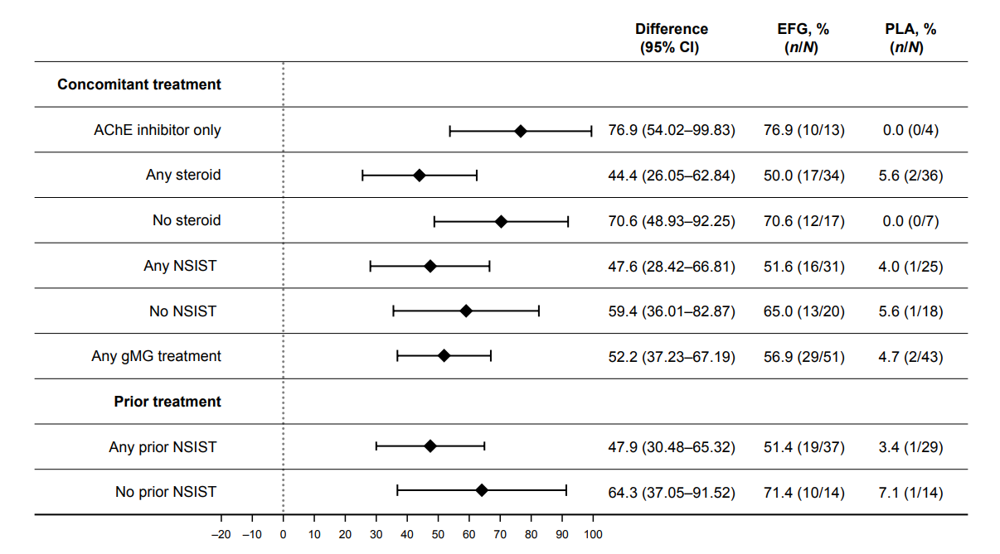 Difference EFG, % PLA, %
(95% CI) (n/N) (n/N)
Concomitant treatment
AChE inhibitor only 76.9 (54.02–99.83) 76.9 (10/13) 0.0 (0/4)
Any steroid 44.4 (26.05–62.84) 50.0 (17/34) 5.6 (2/36)
No steroid 70.6 (48.93–92.25) 70.6 (12/17) 0.0 (0/7)
Any NSIST 47.6 (28.42–66.81) 51.6 (16/31) 4.0 (1/25)
No NSIST 59.4 (36.01–82.87) 65.0 (13/20) 5.6 (1/18)
Any gMG treatment 52.2 (37.23–67.19) 56.9 (29/51) 4.7 (2/43)
Prior treatment
Any prior NSIST 47.9 (30.48–65.32) 51.4 (19/37) 3.4 (1/29)
No prior NSIST 64.3 (37.05–91.52) 71.4 (10/14) 7.1 (1/14)
–20 –10 0 10 20 30 40 50 60 70 80 90 100